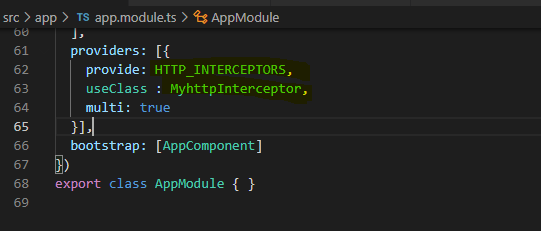 src > app > TS app.module.ts > AppModule
60 ],
61 providers: [{
62 provide: HTTP_INTERCEPTORS,
63 useClass : MyhttpInterceptor,
64 multi: true
65 }],
66 bootstrap: [AppComponent]
67 })
68 export class AppModule { }
69